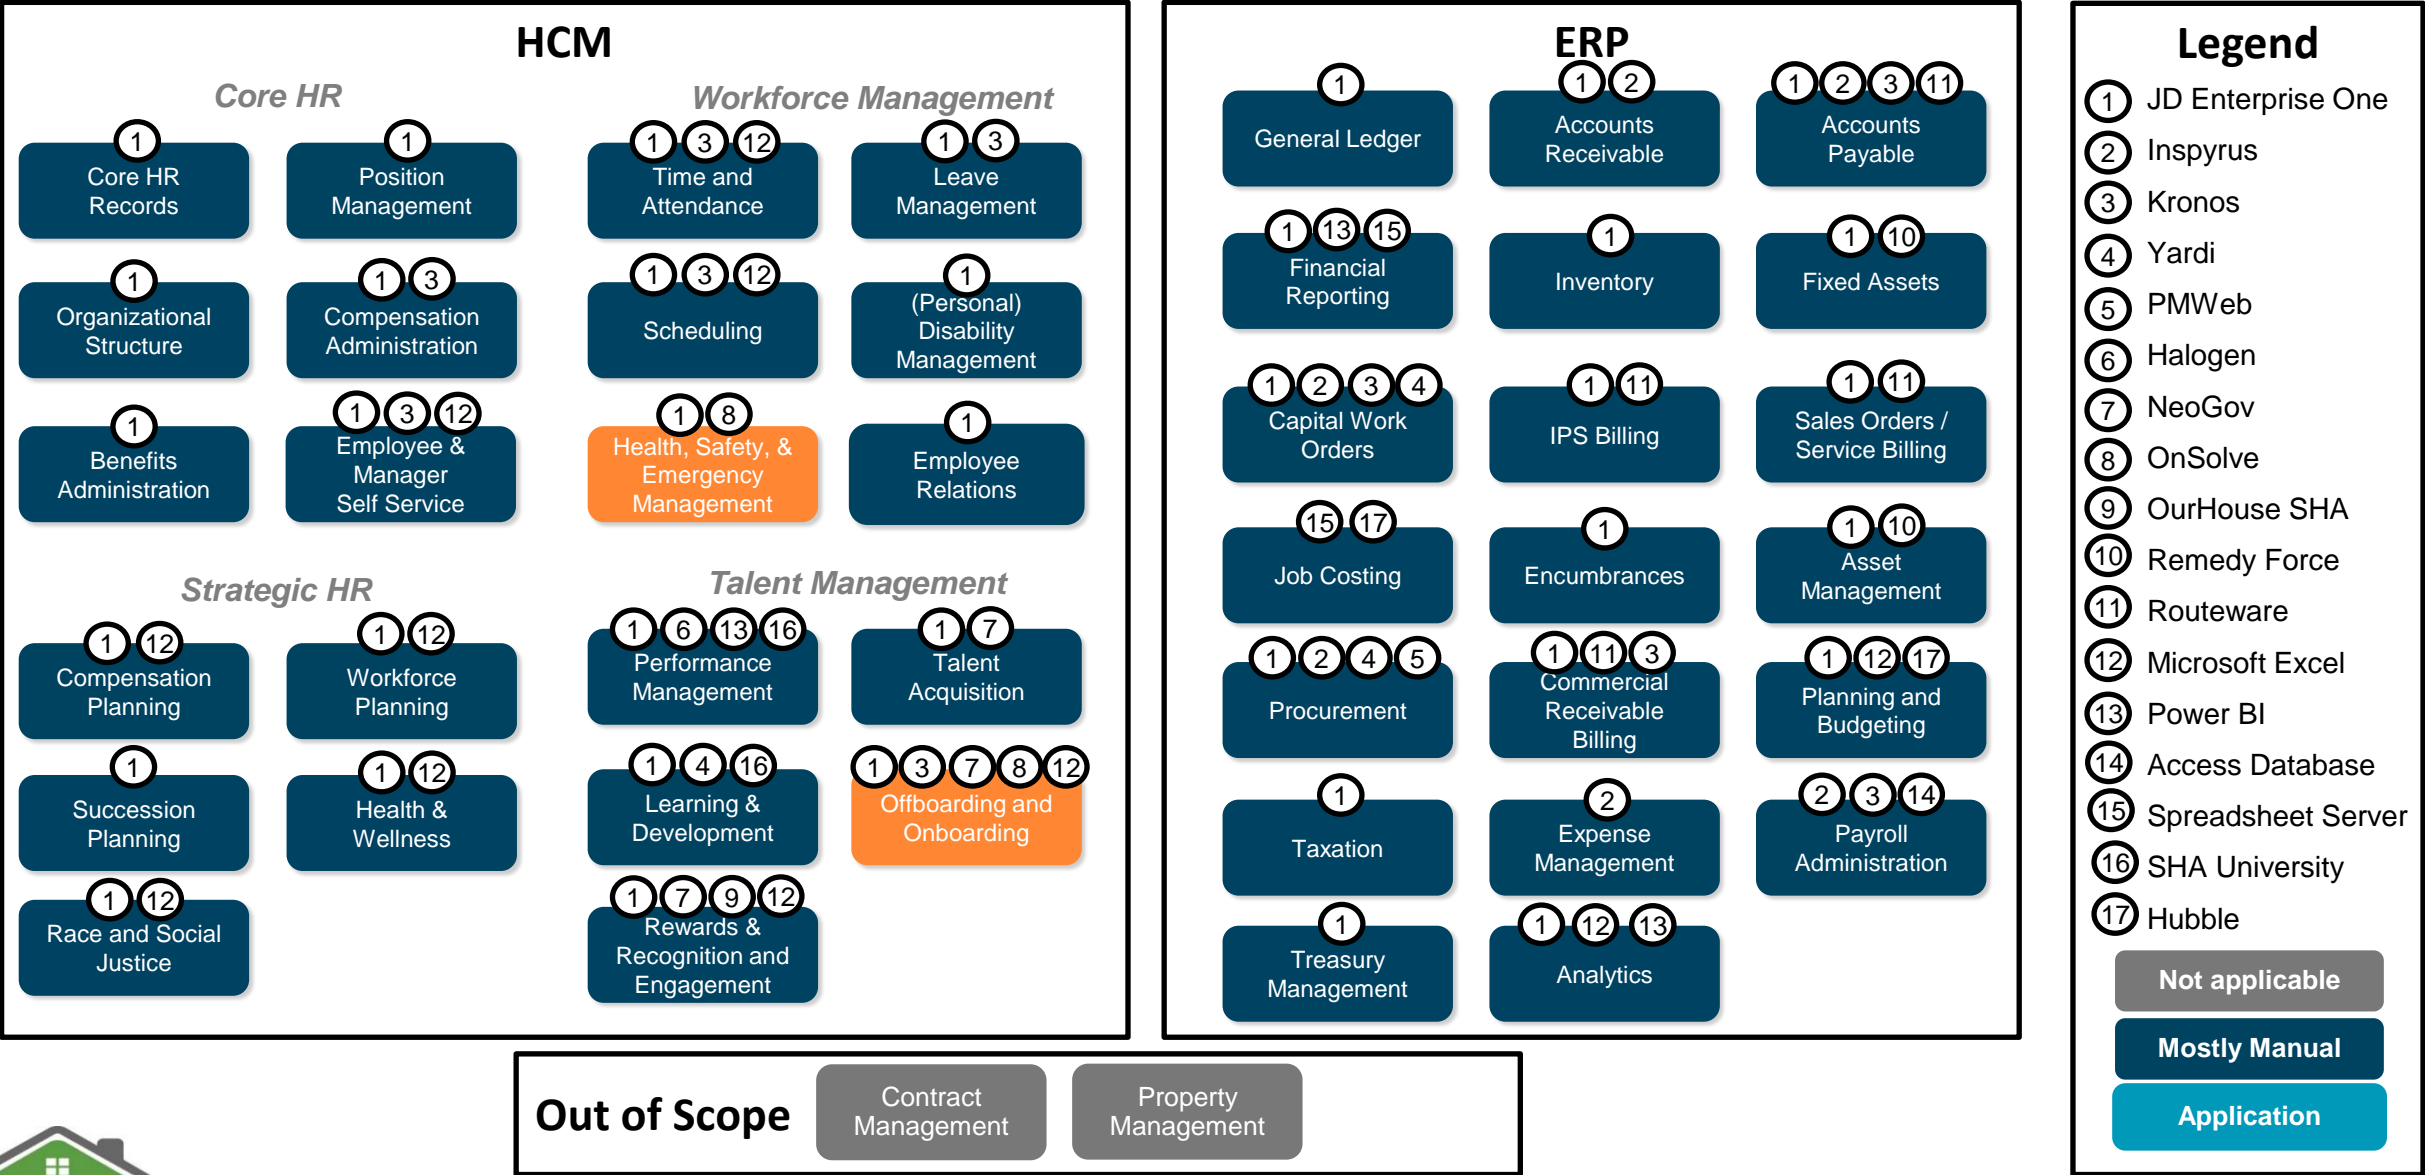 HCM
Core HR
1
Core HR
Records
1
Position
Management
1
Organizational
Structure
1 3
Compensation
Administration
1
Benefits
Administration
1 3 12
Employee &
Manager
Self Service
Workforce Management
1 3 12
Time and
Attendance
1 3
Leave
Management
1 3 12
Scheduling
1
(Personal)
Disability
Management
1 8
Health, Safety, &
Emergency
Management
1
Employee
Relations
Strategic HR
1 12
Compensation
Planning
1 12
Workforce
Planning
1
Succession
Planning
1 12
Health &
Wellness
1 12
Race and Social
Justice
Talent Management
1 6 13 16
Performance
Management
1 7
Talent
Acquisition
1 4 16
Learning &
Development
1 3 7 8 12
Offboarding and
Onboarding
1 7 9 12
Rewards &
Recognition and
Engagement
ERP
1
General Ledger
1 2
Accounts
Receivable
1 2 3 11
Accounts
Payable
1 13 15
Financial
Reporting
1
Inventory
1 10
Fixed Assets
1 2 3 4
Capital Work
Orders
1 11
IPS Billing
1 11
Sales Orders /
Service Billing
15 17
Job Costing
1
Encumbrances
1 10
Asset
Management
1 2 4 5
Procurement
1 11 3
Commercial
Receivable
Billing
1 12 17
Planning and
Budgeting
1
Taxation
2
Expense
Management
2 3 14
Payroll
Administration
1
Treasury
Management
1 12 13
Analytics
Legend
1 JD Enterprise One
2 Inspyrus
3 Kronos
4 Yardi
5 PMWeb
6 Halogen
7 NeoGov
8 OnSolve
9 OurHouse SHA
10 Remedy Force
11 Routeware
12 Microsoft Excel
13 Power BI
14 Access Database
15 Spreadsheet Server
16 SHA University
17 Hubble
Not applicable
Mostly Manual
Application
Out of Scope
Contract
Management
Property
Management